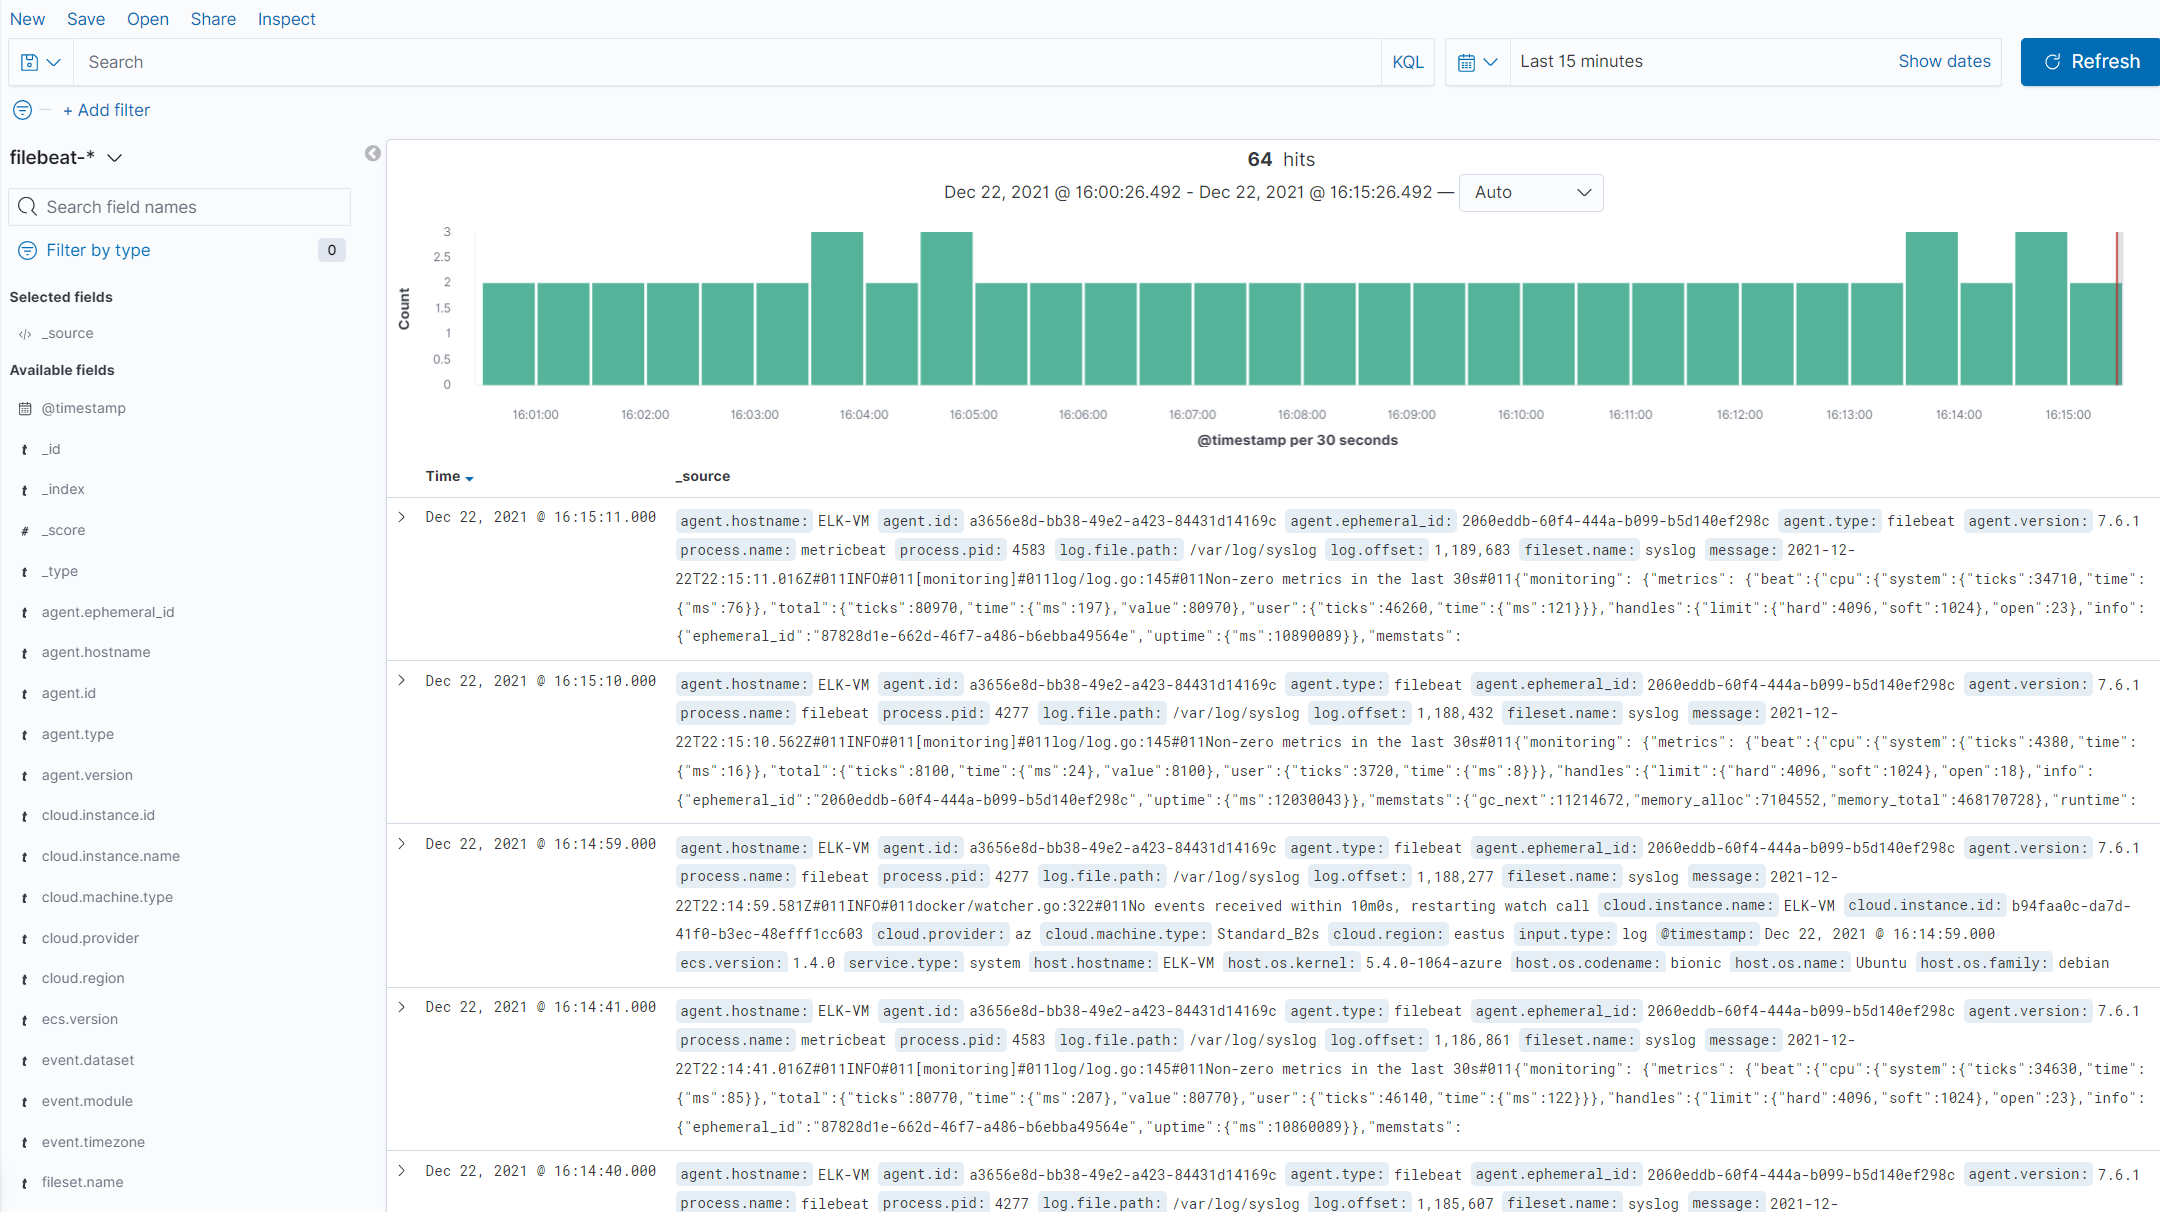 New Save Open Share Inspect
Search KQL Last 15 minutes Show dates Refresh
+ Add filter
filebeat-*
Search field names
Filter by type 0
Selected fields
_source
Available fields
@timestamp
t _id
t _index
# _score
t _type
t agent.ephemeral_id
t agent.hostname
t agent.id
t agent.type
t agent.version
t cloud.instance.id
t cloud.instance.name
t cloud.machine.type
t cloud.provider
t cloud.region
t ecs.version
t event.dataset
t event.module
t event.timezone
t fileset.name
64 hits
Dec 22, 2021 @ 16:00:26.492 - Dec 22, 2021 @ 16:15:26.492 — Auto
3
2.5
2
1.5
1
0.5
0
Count
16:01:00 16:02:00 16:03:00 16:04:00 16:05:00 16:06:00 16:07:00 16:08:00 16:09:00 16:10:00 16:11:00 16:12:00 16:13:00 16:14:00 16:15:00
@timestamp per 30 seconds
Time _source
Dec 22, 2021 @ 16:15:11.000 agent.hostname: ELK-VM agent.id: a3656e8d-bb38-49e2-a423-84431d14169c agent.ephemeral_id: 2060eddb-60f4-444a-b099-b5d140ef298c agent.type: filebeat agent.version: 7.6.1
process.name: metricbeat process.pid: 4583 log.file.path: /var/log/syslog log.offset: 1,189,683 fileset.name: syslog message: 2021-12-
22T22:15:11.016Z#011INFO#011[monitoring]#011log/log.go:145#011Non-zero metrics in the last 30s#011{"monitoring": {"metrics": {"beat":{"cpu":{"system":{"ticks":34710,"time":
{"ms":76}},"total":{"ticks":80970,"time":{"ms":197},"value":80970},"user":{"ticks":46260,"time":{"ms":121}}},"handles":{"limit":{"hard":4096,"soft":1024},"open":23},"info":
{"ephemeral_id":"87828d1e-662d-46f7-a486-b6ebba49564e","uptime":{"ms":10890089}},"memstats":
Dec 22, 2021 @ 16:15:10.000 agent.hostname: ELK-VM agent.id: a3656e8d-bb38-49e2-a423-84431d14169c agent.type: filebeat agent.ephemeral_id: 2060eddb-60f4-444a-b099-b5d140ef298c agent.version: 7.6.1
process.name: filebeat process.pid: 4277 log.file.path: /var/log/syslog log.offset: 1,188,432 fileset.name: syslog message: 2021-12-
22T22:15:10.562Z#011INFO#011[monitoring]#011log/log.go:145#011Non-zero metrics in the last 30s#011{"monitoring": {"metrics": {"beat":{"cpu":{"system":{"ticks":4380,"time":
{"ms":16}},"total":{"ticks":8100,"time":{"ms":24},"value":8100},"user":{"ticks":3720,"time":{"ms":8}}},"handles":{"limit":{"hard":4096,"soft":1024},"open":18},"info":
{"ephemeral_id":"2060eddb-60f4-444a-b099-b5d140ef298c","uptime":{"ms":12030043}},"memstats":{"gc_next":11214672,"memory_alloc":7104552,"memory_total":468170728},"runtime":
Dec 22, 2021 @ 16:14:59.000 agent.hostname: ELK-VM agent.id: a3656e8d-bb38-49e2-a423-84431d14169c agent.type: filebeat agent.ephemeral_id: 2060eddb-60f4-444a-b099-b5d140ef298c agent.version: 7.6.1
process.name: filebeat process.pid: 4277 log.file.path: /var/log/syslog log.offset: 1,188,277 fileset.name: syslog message: 2021-12-
22T22:14:59.581Z#011INFO#011docker/watcher.go:322#011No events received within 10m0s, restarting watch call cloud.instance.name: ELK-VM cloud.instance.id: b94faa0c-da7d-
41f0-b3ec-48efff1cc603 cloud.provider: az cloud.machine.type: Standard_B2s cloud.region: eastus input.type: log @timestamp: Dec 22, 2021 @ 16:14:59.000
ecs.version: 1.4.0 service.type: system host.hostname: ELK-VM host.os.kernel: 5.4.0-1064-azure host.os.codename: bionic host.os.name: Ubuntu host.os.family: debian
Dec 22, 2021 @ 16:14:41.000 agent.hostname: ELK-VM agent.id: a3656e8d-bb38-49e2-a423-84431d14169c agent.type: filebeat agent.ephemeral_id: 2060eddb-60f4-444a-b099-b5d140ef298c agent.version: 7.6.1
process.name: metricbeat process.pid: 4583 log.file.path: /var/log/syslog log.offset: 1,186,861 fileset.name: syslog message: 2021-12-
22T22:14:41.016Z#011INFO#011[monitoring]#011log/log.go:145#011Non-zero metrics in the last 30s#011{"monitoring": {"metrics": {"beat":{"cpu":{"system":{"ticks":34630,"time":
{"ms":85}},"total":{"ticks":80770,"time":{"ms":207},"value":80770},"user":{"ticks":46140,"time":{"ms":122}}},"handles":{"limit":{"hard":4096,"soft":1024},"open":23},"info":
{"ephemeral_id":"87828d1e-662d-46f7-a486-b6ebba49564e","uptime":{"ms":10860089}},"memstats":
Dec 22, 2021 @ 16:14:40.000 agent.hostname: ELK-VM agent.id: a3656e8d-bb38-49e2-a423-84431d14169c agent.type: filebeat agent.ephemeral_id: 2060eddb-60f4-444a-b099-b5d140ef298c agent.version: 7.6.1
process.name: filebeat process.pid: 4277 log.file.path: /var/log/syslog log.offset: 1,185,607 fileset.name: syslog message: 2021-12-